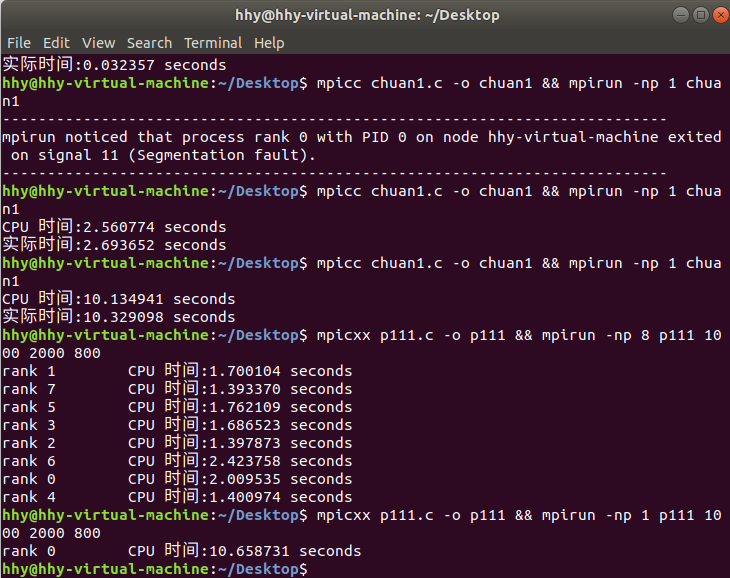 hhy@hhy-virtual-machine: ~/Desktop
File Edit View Search Terminal Help
实际时间:0.032357 seconds
hhy@hhy-virtual-machine:~/Desktop$ mpicc chuan1.c -o chuan1 && mpirun -np 1 chua
n1
--------------------------------------------------------------------------
mpirun noticed that process rank 0 with PID 0 on node hhy-virtual-machine exited
 on signal 11 (Segmentation fault).
--------------------------------------------------------------------------
hhy@hhy-virtual-machine:~/Desktop$ mpicc chuan1.c -o chuan1 && mpirun -np 1 chua
n1
CPU 时间:2.560774 seconds
实际时间:2.693652 seconds
hhy@hhy-virtual-machine:~/Desktop$ mpicc chuan1.c -o chuan1 && mpirun -np 1 chua
n1
CPU 时间:10.134941 seconds
实际时间:10.329098 seconds
hhy@hhy-virtual-machine:~/Desktop$ mpicxx p111.c -o p111 && mpirun -np 8 p111 10
00 2000 800
rank 1        CPU 时间:1.700104 seconds
rank 7        CPU 时间:1.393370 seconds
rank 5        CPU 时间:1.762109 seconds
rank 3        CPU 时间:1.686523 seconds
rank 2        CPU 时间:1.397873 seconds
rank 6        CPU 时间:2.423758 seconds
rank 0        CPU 时间:2.009535 seconds
rank 4        CPU 时间:1.400974 seconds
hhy@hhy-virtual-machine:~/Desktop$ mpicxx p111.c -o p111 && mpirun -np 1 p111 10
00 2000 800
rank 0        CPU 时间:10.658731 seconds
hhy@hhy-virtual-machine:~/Desktop$